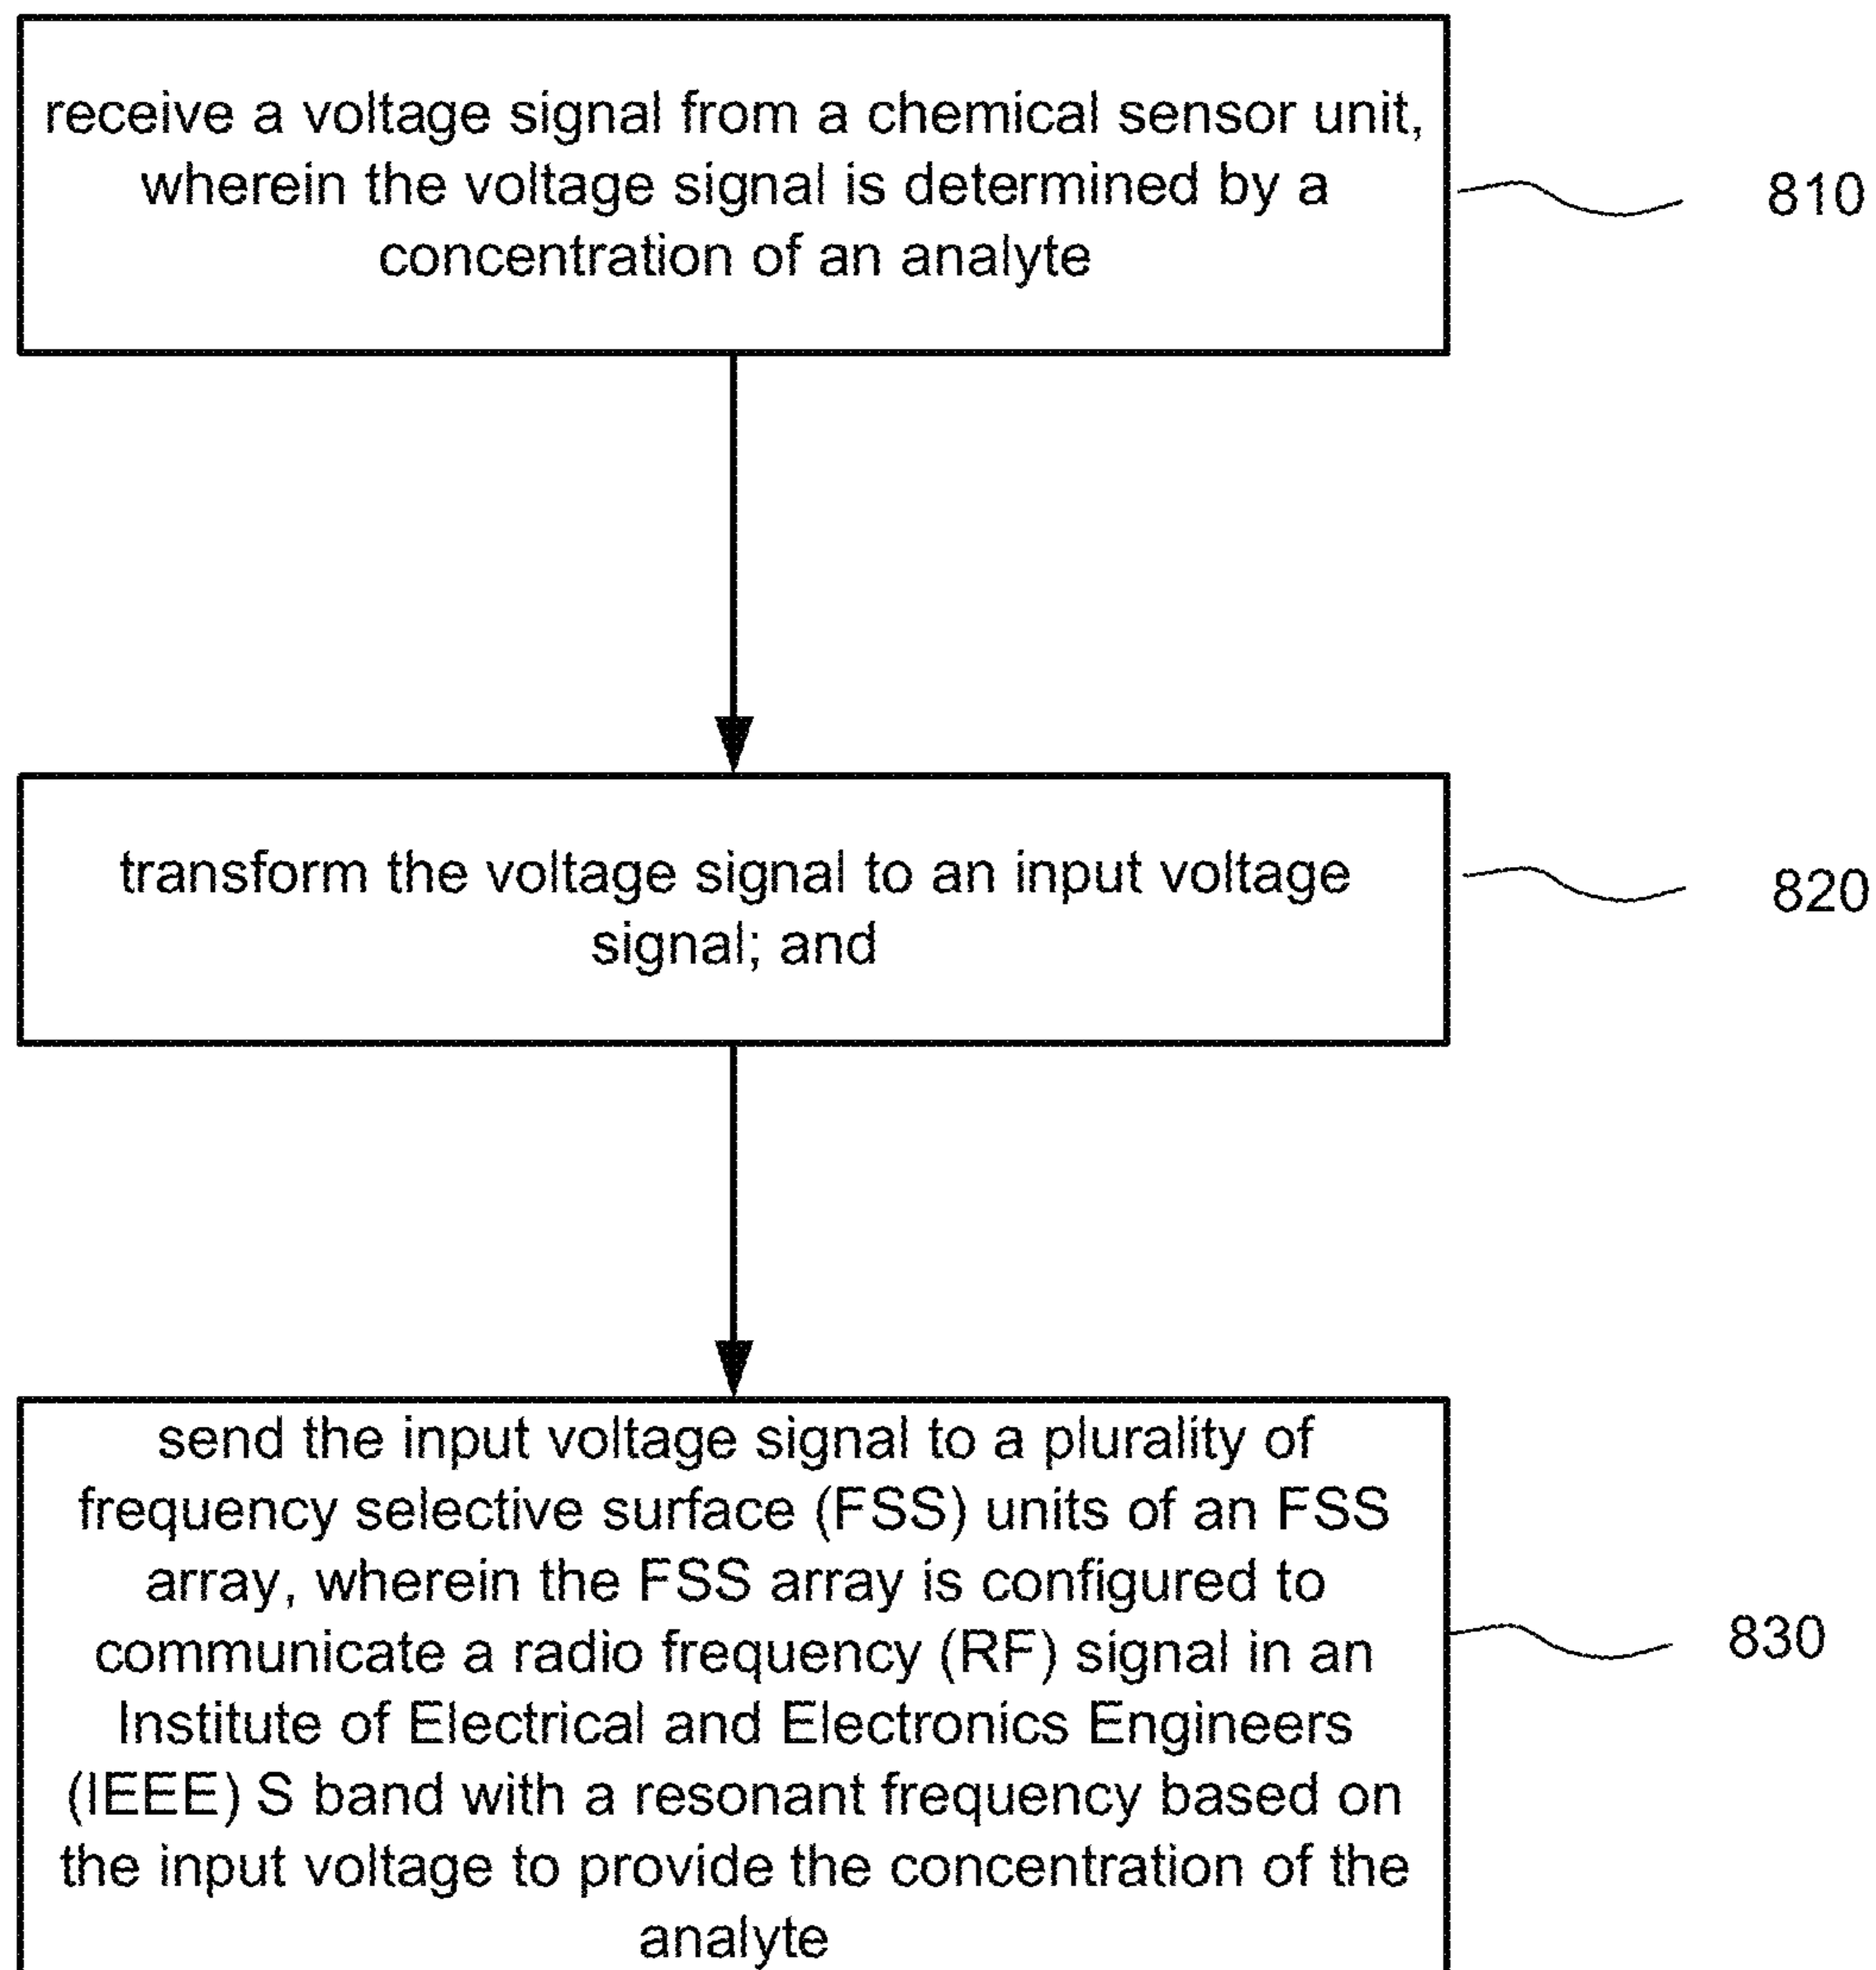 receive a voltage signal from a chemical sensor unit,
wherein the voltage signal is determined by a
concentration of an analyte
810
transform the voltage signal to an input voltage
signal; and
820
send the input voltage signal to a plurality of
frequency selective surface (FSS) units of an FSS
array, wherein the FSS array is configured to
communicate a radio frequency (RF) signal in an
Institute of Electrical and Electronics Engineers
(IEEE) S band with a resonant frequency based on
the input voltage to provide the concentration of the
analyte
830